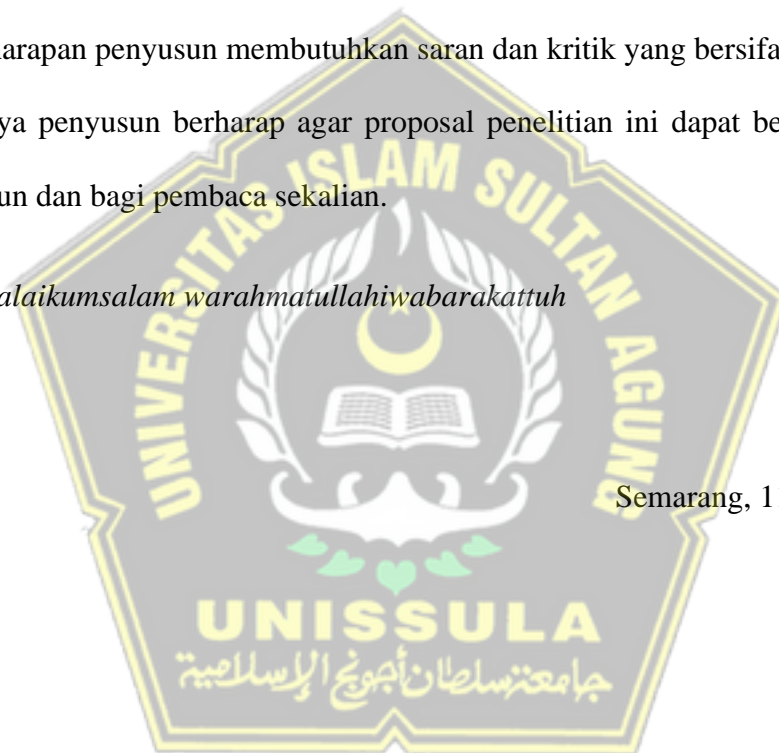 harapan penyusun membutuhkan saran dan kritik yang bersifa
ya penyusun berharap agar proposal penelitian ini dapat be
un dan bagi pembaca sekalian.
alaikumsalam warahmatullahiwabarakattuh
Semarang, 1
UNIVERSITAS ISLAM SULTAN AGUNG
UNISSULA
جامعة سلطان أجونج الإسلامية